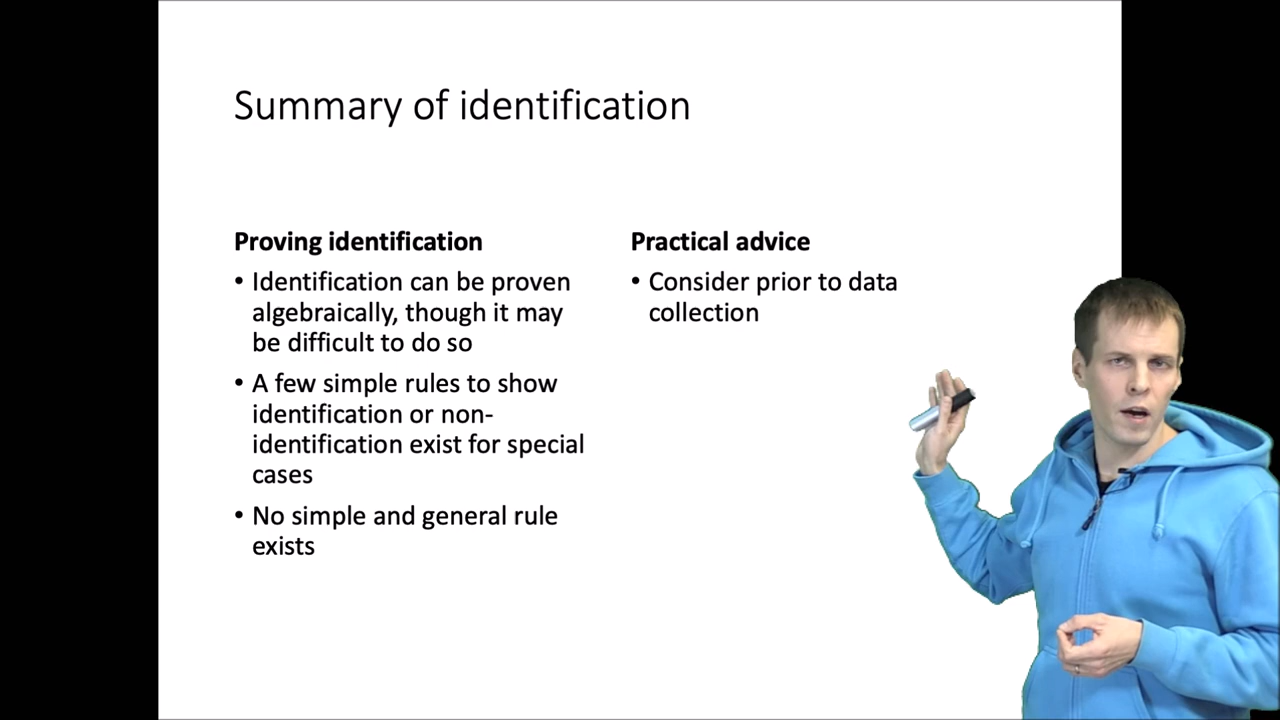 Summary of identification
Proving identification
• Identification can be proven
algebraically, though it may
be difficult to do so
• A few simple rules to show
identification or non-
identification exist for special
cases
• No simple and general rule
exists
Practical advice
• Consider prior to data
collection